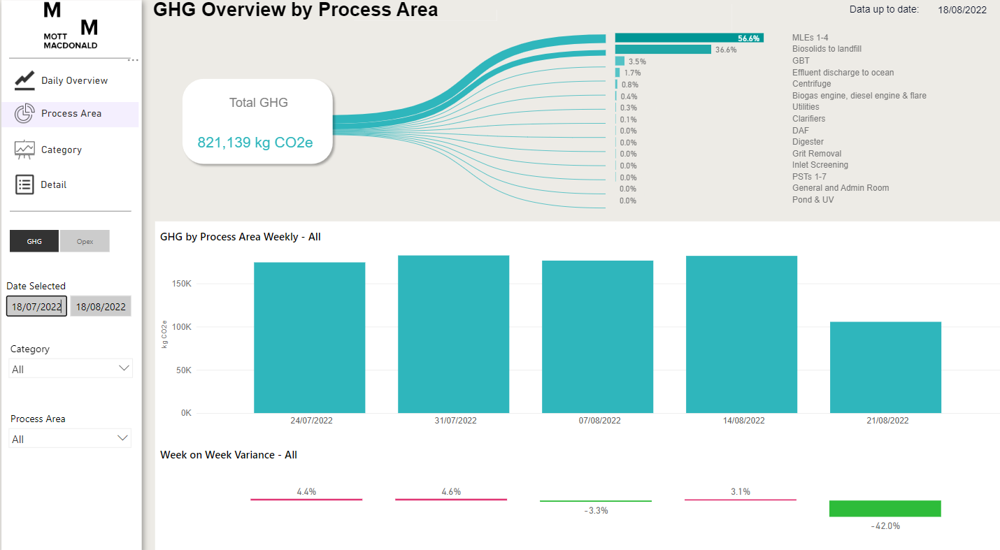 M
M
MOTT
MACDONALD
...
Daily Overview
Process Area
Category
Detail
GHG
Opex
Date Selected
18/07/2022
18/08/2022
Category
All
Process Area
All
GHG Overview by Process Area
Data up to date: 18/08/2022
Total GHG
821,139 kg CO2e
56.6% MLEs 1-4
36.6% Biosolids to landfill
3.5% GBT
1.7% Effluent discharge to ocean
0.8% Centrifuge
0.4% Biogas engine, diesel engine & flare
0.3% Utilities
0.1% Clarifiers
0.0% DAF
0.0% Digester
0.0% Grit Removal
0.0% Inlet Screening
0.0% PSTs 1-7
0.0% General and Admin Room
0.0% Pond & UV
GHG by Process Area Weekly - All
kg CO2e
150K
100K
50K
0K
24/07/2022 31/07/2022 07/08/2022 14/08/2022 21/08/2022
Week on Week Variance - All
4.4% 4.6% -3.3% 3.1% -42.0%